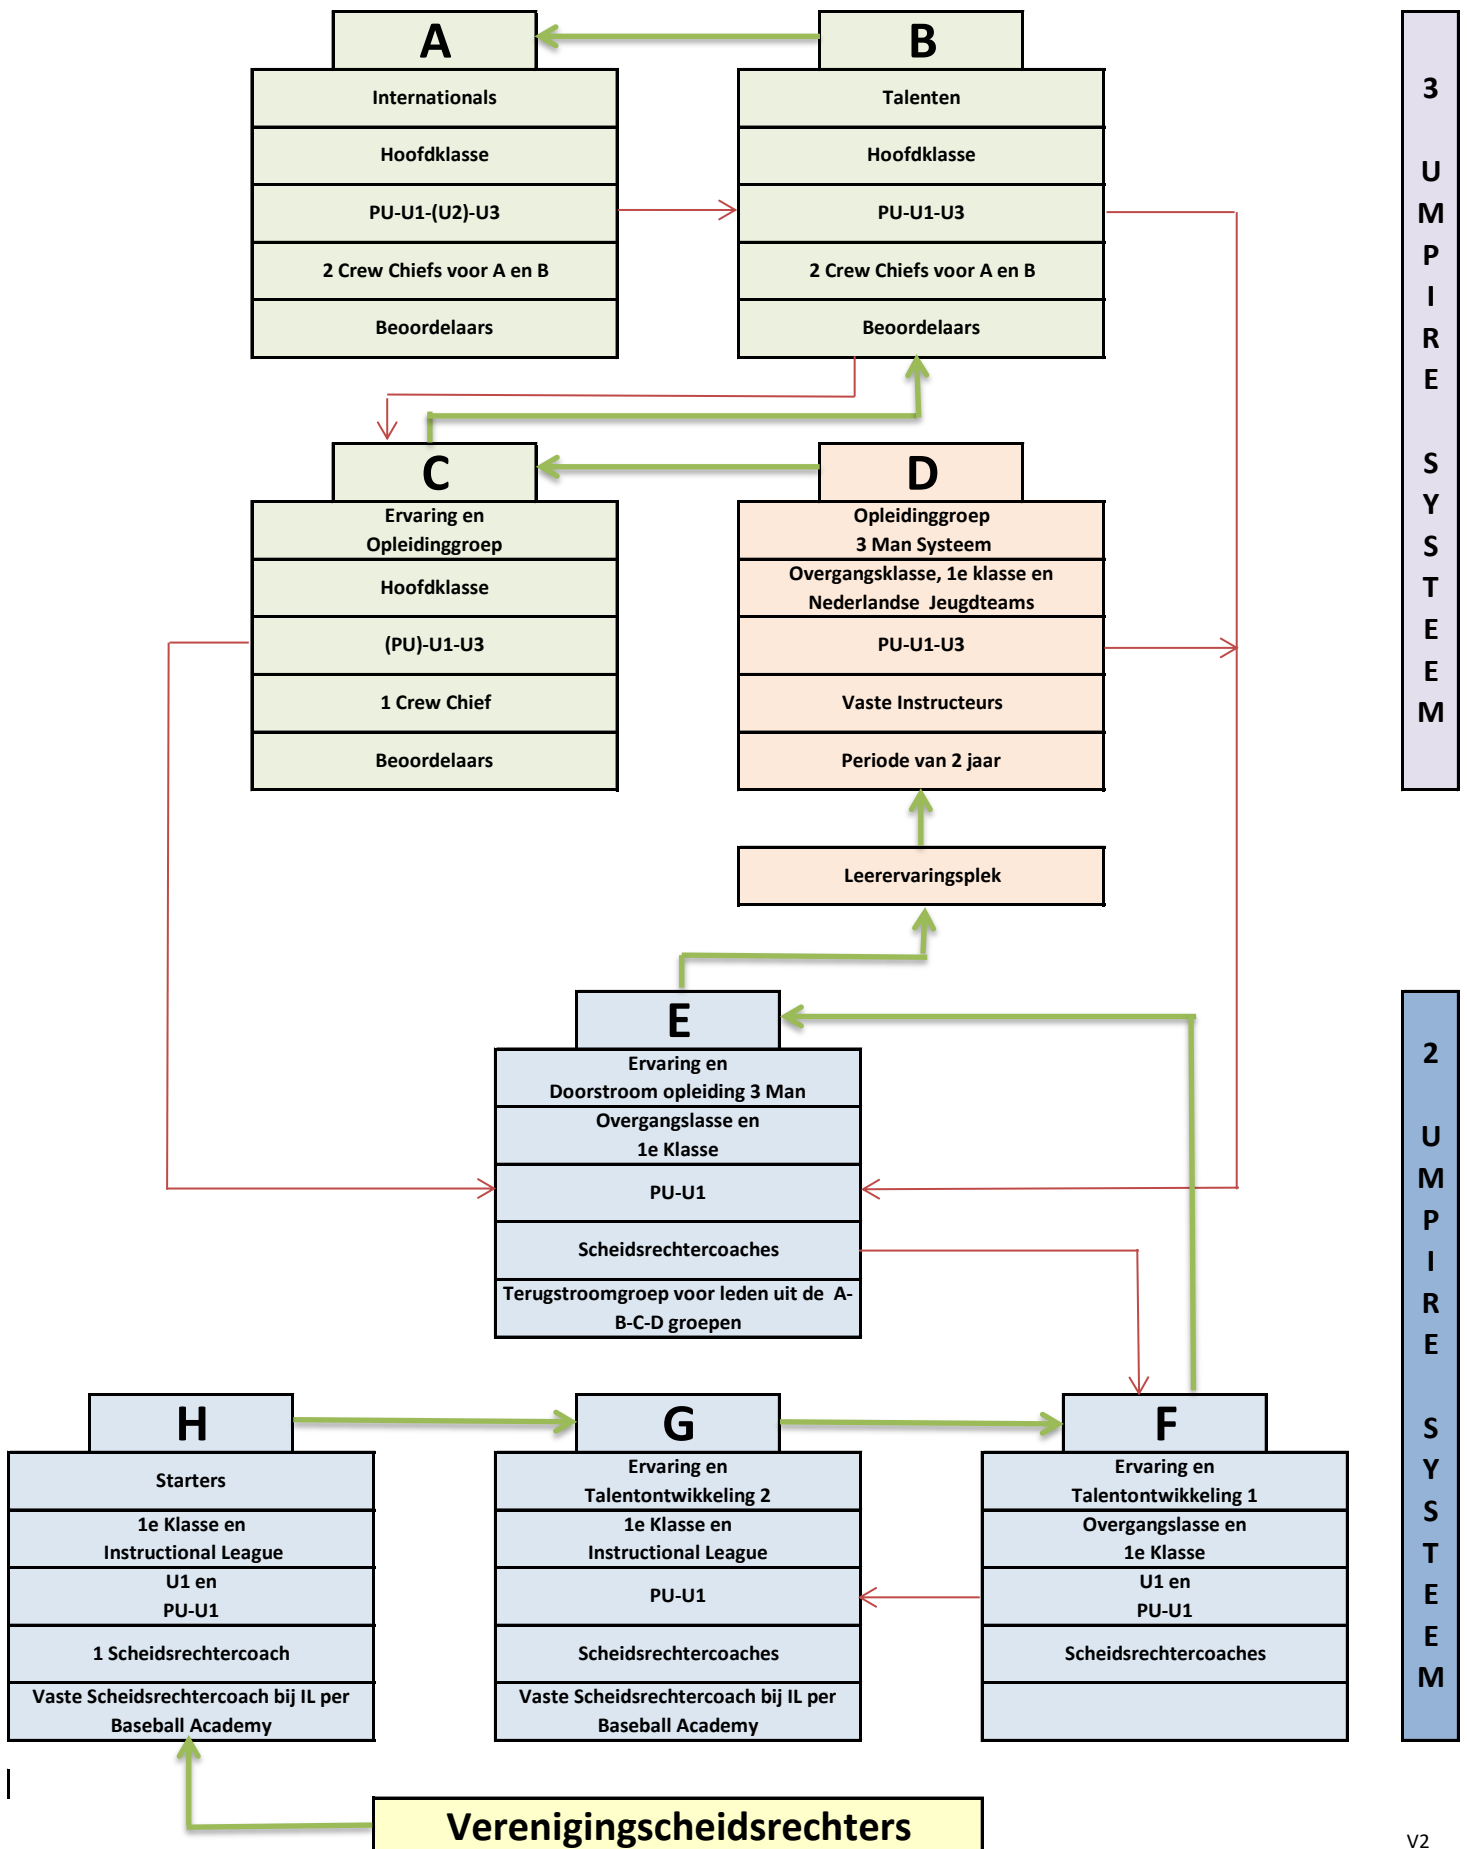 A
Internationals
Hoofdklasse
PU-U1-(U2)-U3
2 Crew Chiefs voor A en B
Beoordelaars
B
Talenten
Hoofdklasse
PU-U1-U3
2 Crew Chiefs voor A en B
Beoordelaars
3 UMPIRE SYSTEEM
C
Ervaring en
Opleidinggroep
Hoofdklasse
(PU)-U1-U3
1 Crew Chief
Beoordelaars
D
Opleidinggroep
3 Man Systeem
Overgangsklasse, 1e klasse en
Nederlandse Jeugdteams
PU-U1-U3
Vaste Instructeurs
Periode van 2 jaar
Leerervaringsplek
E
Ervaring en
Doorstroom opleiding 3 Man
Overgangslasse en
1e Klasse
PU-U1
Scheidsrechtercoaches
Terugstroomgroep voor leden uit de A-
B-C-D groepen
2 UMPIRE SYSTEEM
H
Starters
1e Klasse en
Instructional League
U1 en
PU-U1
1 Scheidsrechtercoach
Vaste Scheidsrechtercoach bij IL per
Baseball Academy
G
Ervaring en
Talentontwikkeling 2
1e Klasse en
Instructional League
PU-U1
Scheidsrechtercoaches
Vaste Scheidsrechtercoach bij IL per
Baseball Academy
F
Ervaring en
Talentontwikkeling 1
Overgangslasse en
1e Klasse
U1 en
PU-U1
Scheidsrechtercoaches
Verenigingscheidsrechters
V2